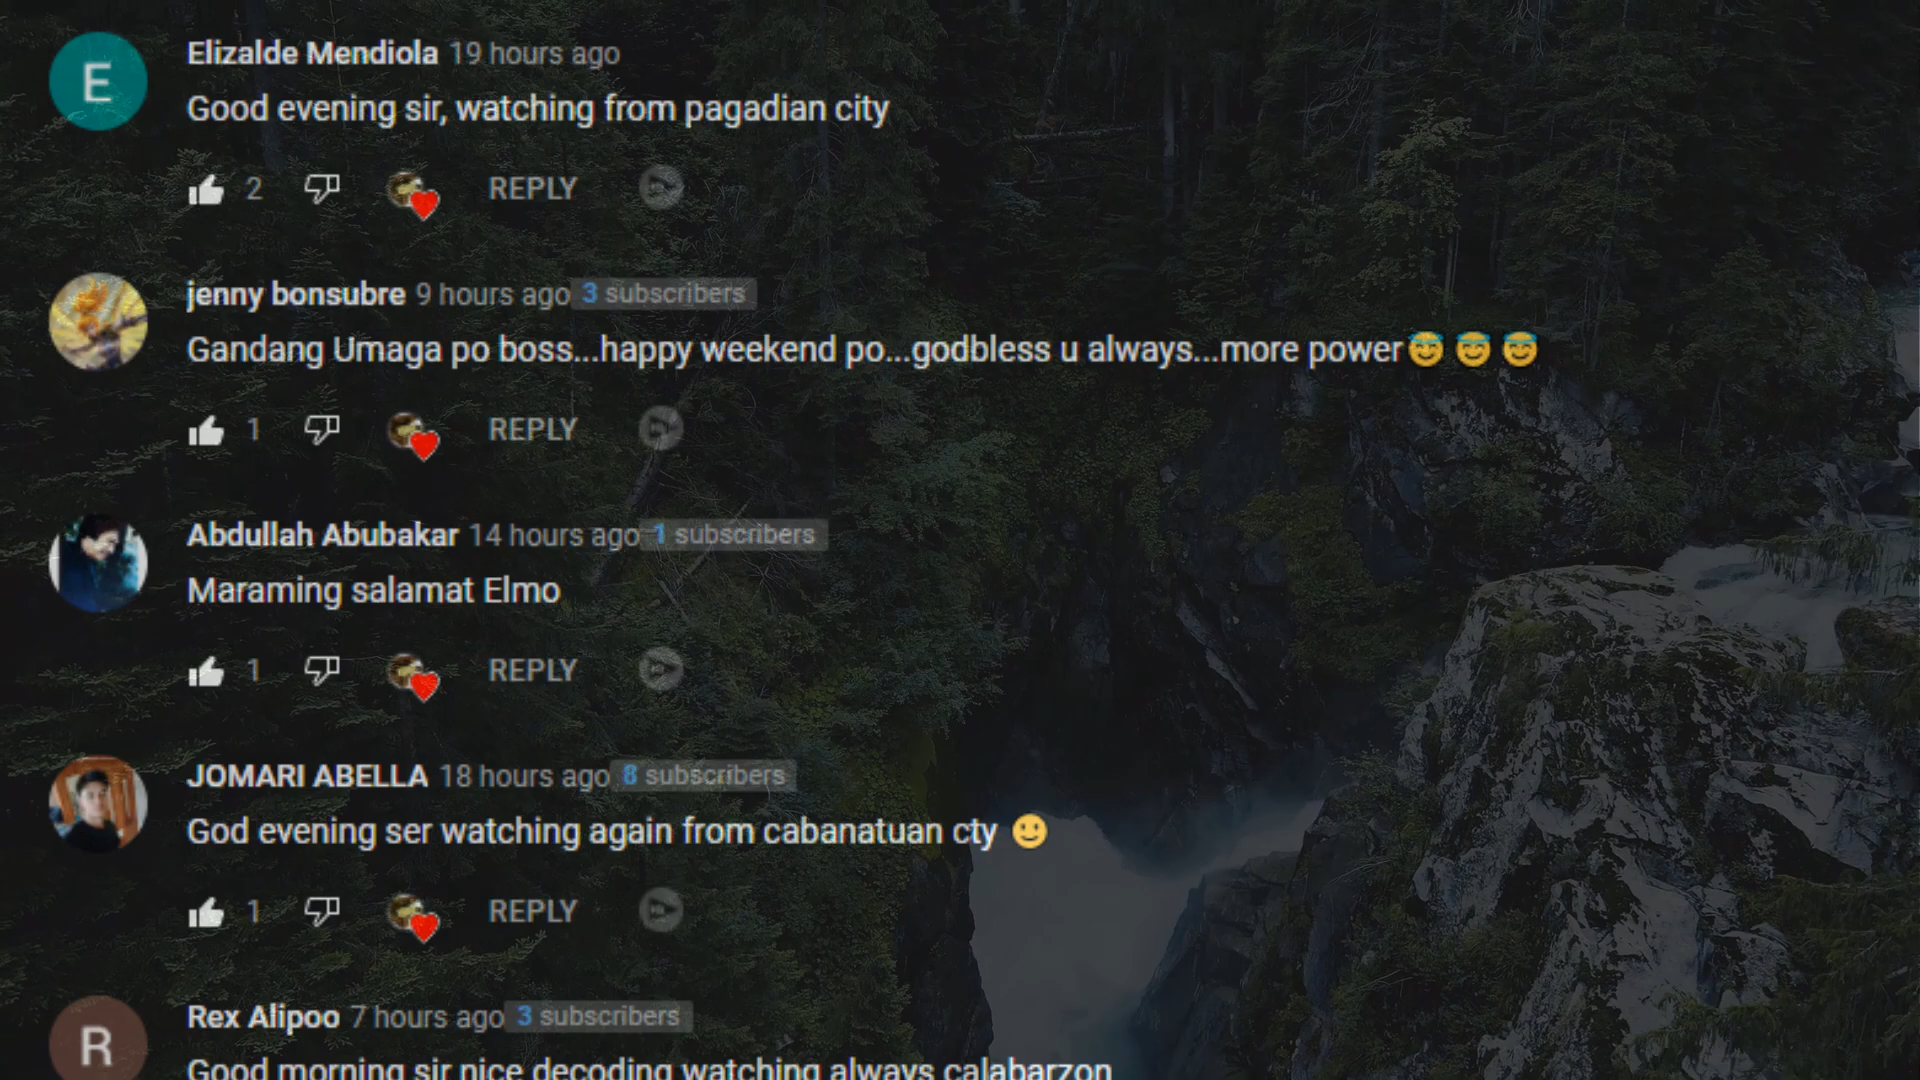 E
Elizalde Mendiola 19 hours ago
Good evening sir, watching from pagadian city
2 REPLY
jenny bonsubre 9 hours ago 3 subscribers
Gandang Umaga po boss...happy weekend po...godbless u always...more power😇 😇 😇
1 REPLY
Abdullah Abubakar 14 hours ago 1 subscribers
Maraming salamat Elmo
1 REPLY
JOMARI ABELLA 18 hours ago 8 subscribers
God evening ser watching again from cabanatuan cty 🙂
1 REPLY
R
Rex Alipoo 7 hours ago 3 subscribers
Good morning sir nice decoding watching always calabarzon